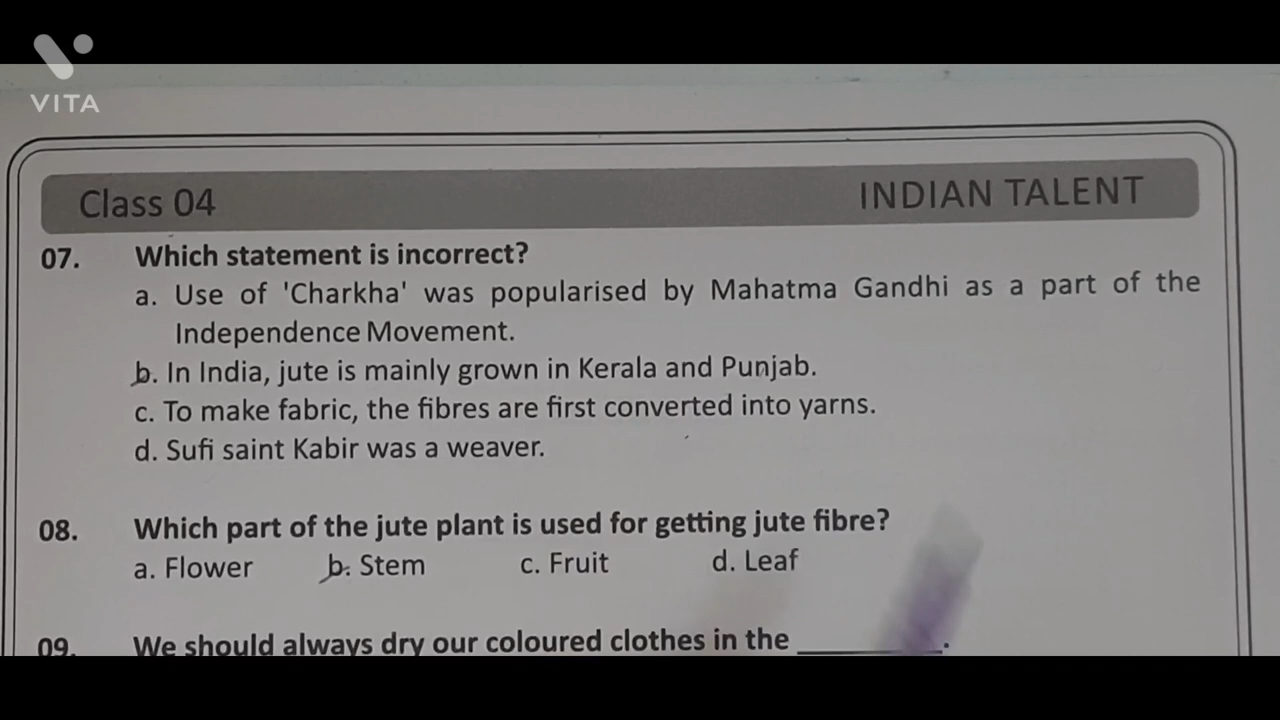 VITA
Class 04 INDIAN TALENT
07. Which statement is incorrect?
a. Use of 'Charkha' was popularised by Mahatma Gandhi as a part of the
Independence Movement.
b. In India, jute is mainly grown in Kerala and Punjab.
c. To make fabric, the fibres are first converted into yarns.
d. Sufi saint Kabir was a weaver.
08. Which part of the jute plant is used for getting jute fibre?
a. Flower b. Stem c. Fruit d. Leaf
09. We should always dry our coloured clothes in the __________.